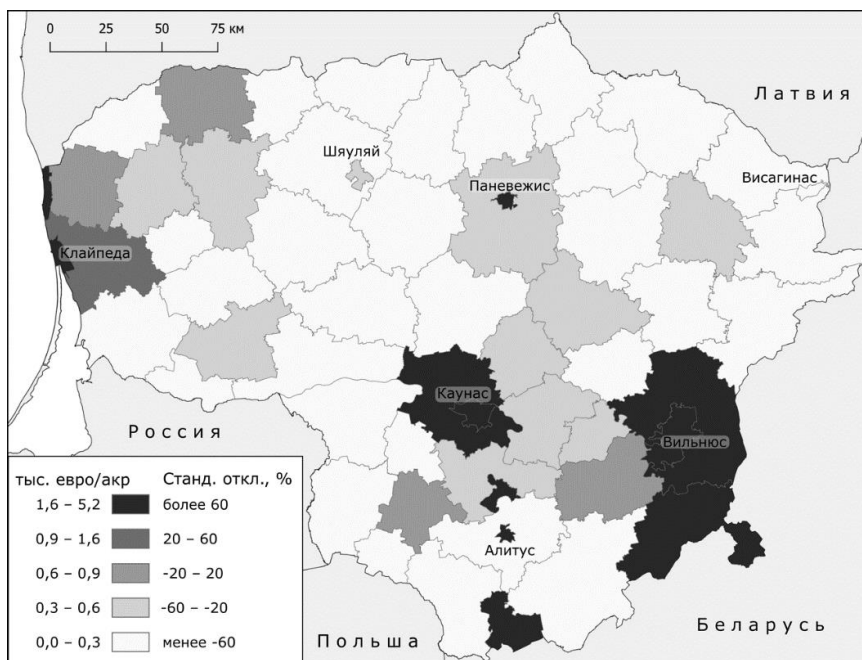 0 25 50 75 км
Латвия
Шяуляй
Висагинас
Паневежис
Клайпеда
Каунас
Россия
Вильнюс
тыс. евро/акр Станд. откл., %
1,6 – 5,2 более 60
0,9 – 1,6 20 – 60
0,6 – 0,9 -20 – 20
0,3 – 0,6 -60 – -20
0,0 – 0,3 менее -60
Алитус
Беларусь
Польша